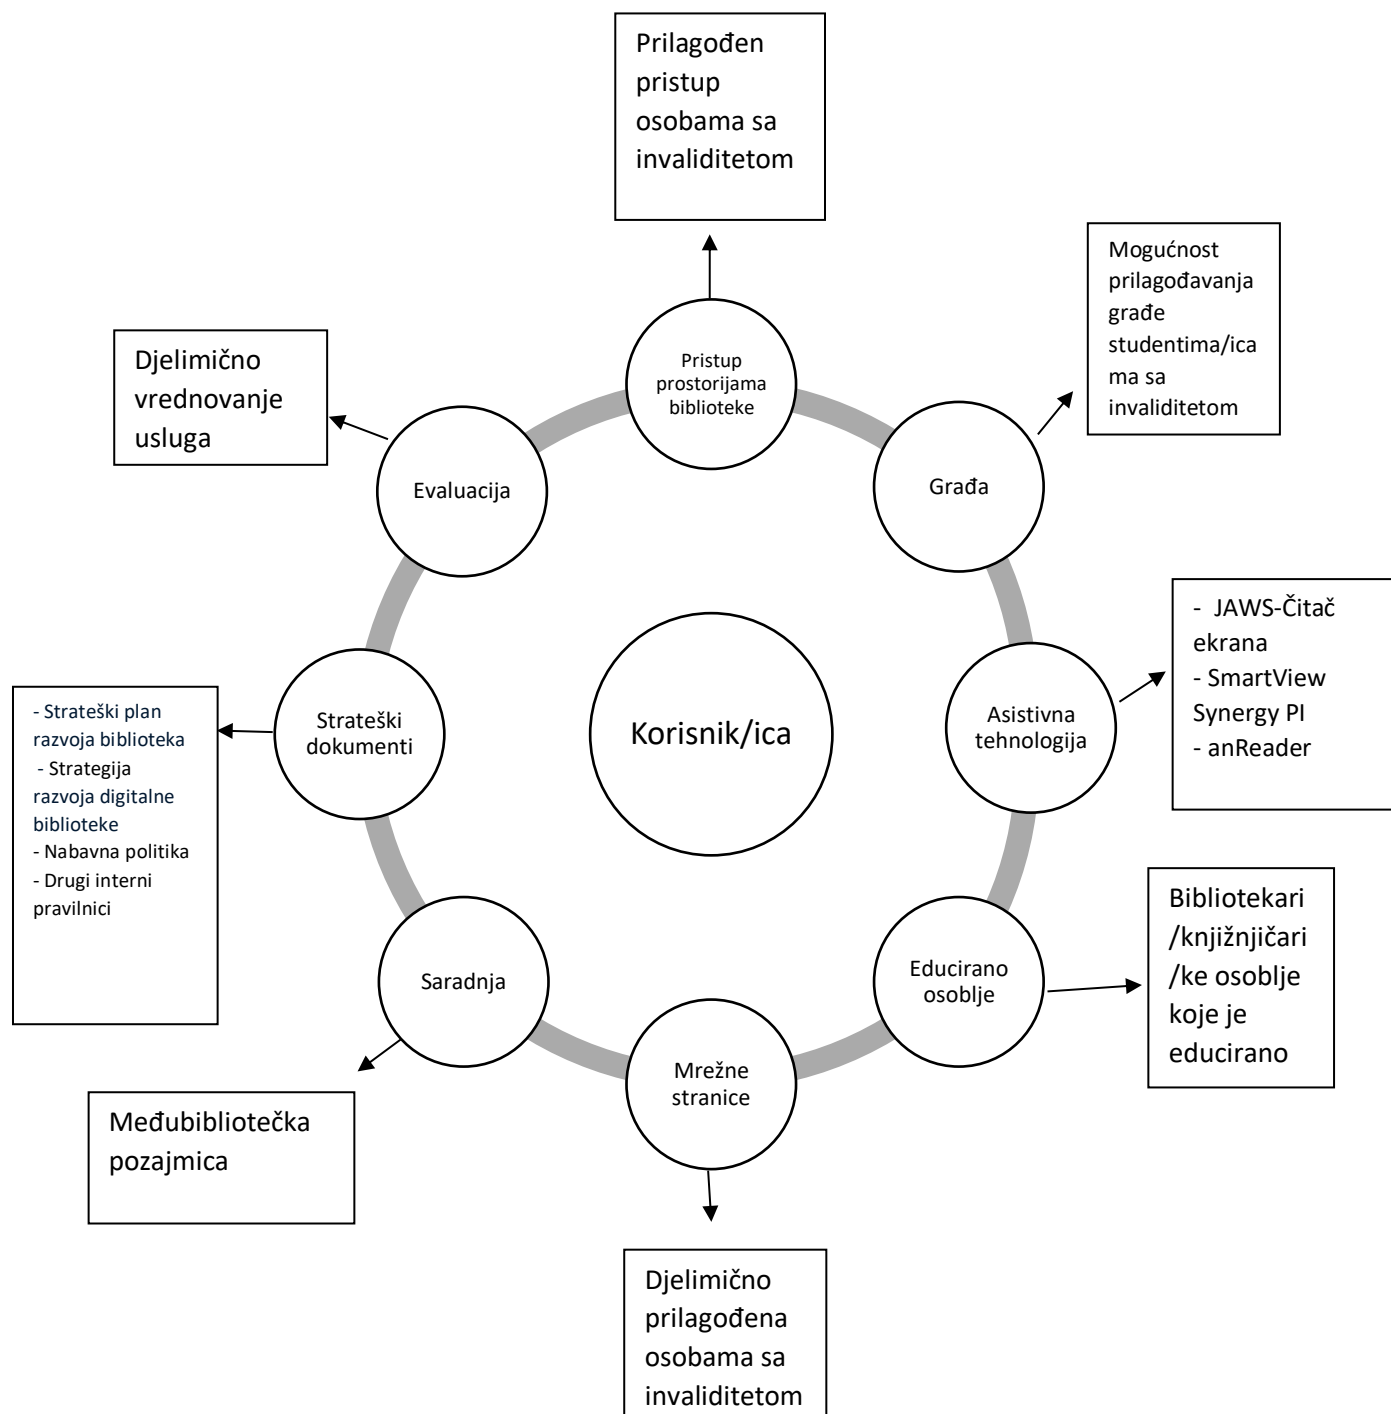 Prilagođen
pristup
osobama sa
invaliditetom
Mogućnost
prilagođavanja
građe
studentima/ica
ma sa
invaliditetom
Djelimično
vrednovanje
usluga
Pristup
prostorijama
biblioteke
Evaluacija
Građa
- JAWS-Čitač
ekrana
- SmartView
Synergy PI
- anReader
Strateški
dokumenti
Korisnik/ica
Asistivna
tehnologija
- Strateški plan
razvoja biblioteka
- Strategija
razvoja digitalne
biblioteke
- Nabavna politika
- Drugi interni
pravilnici
Bibliotekari
/knjižnjičari
/ke osoblje
koje je
educirano
Saradnja
Educirano
osoblje
Mrežne
stranice
Međubibliotečka
pozajmica
Djelimično
prilagođena
osobama sa
invaliditetom